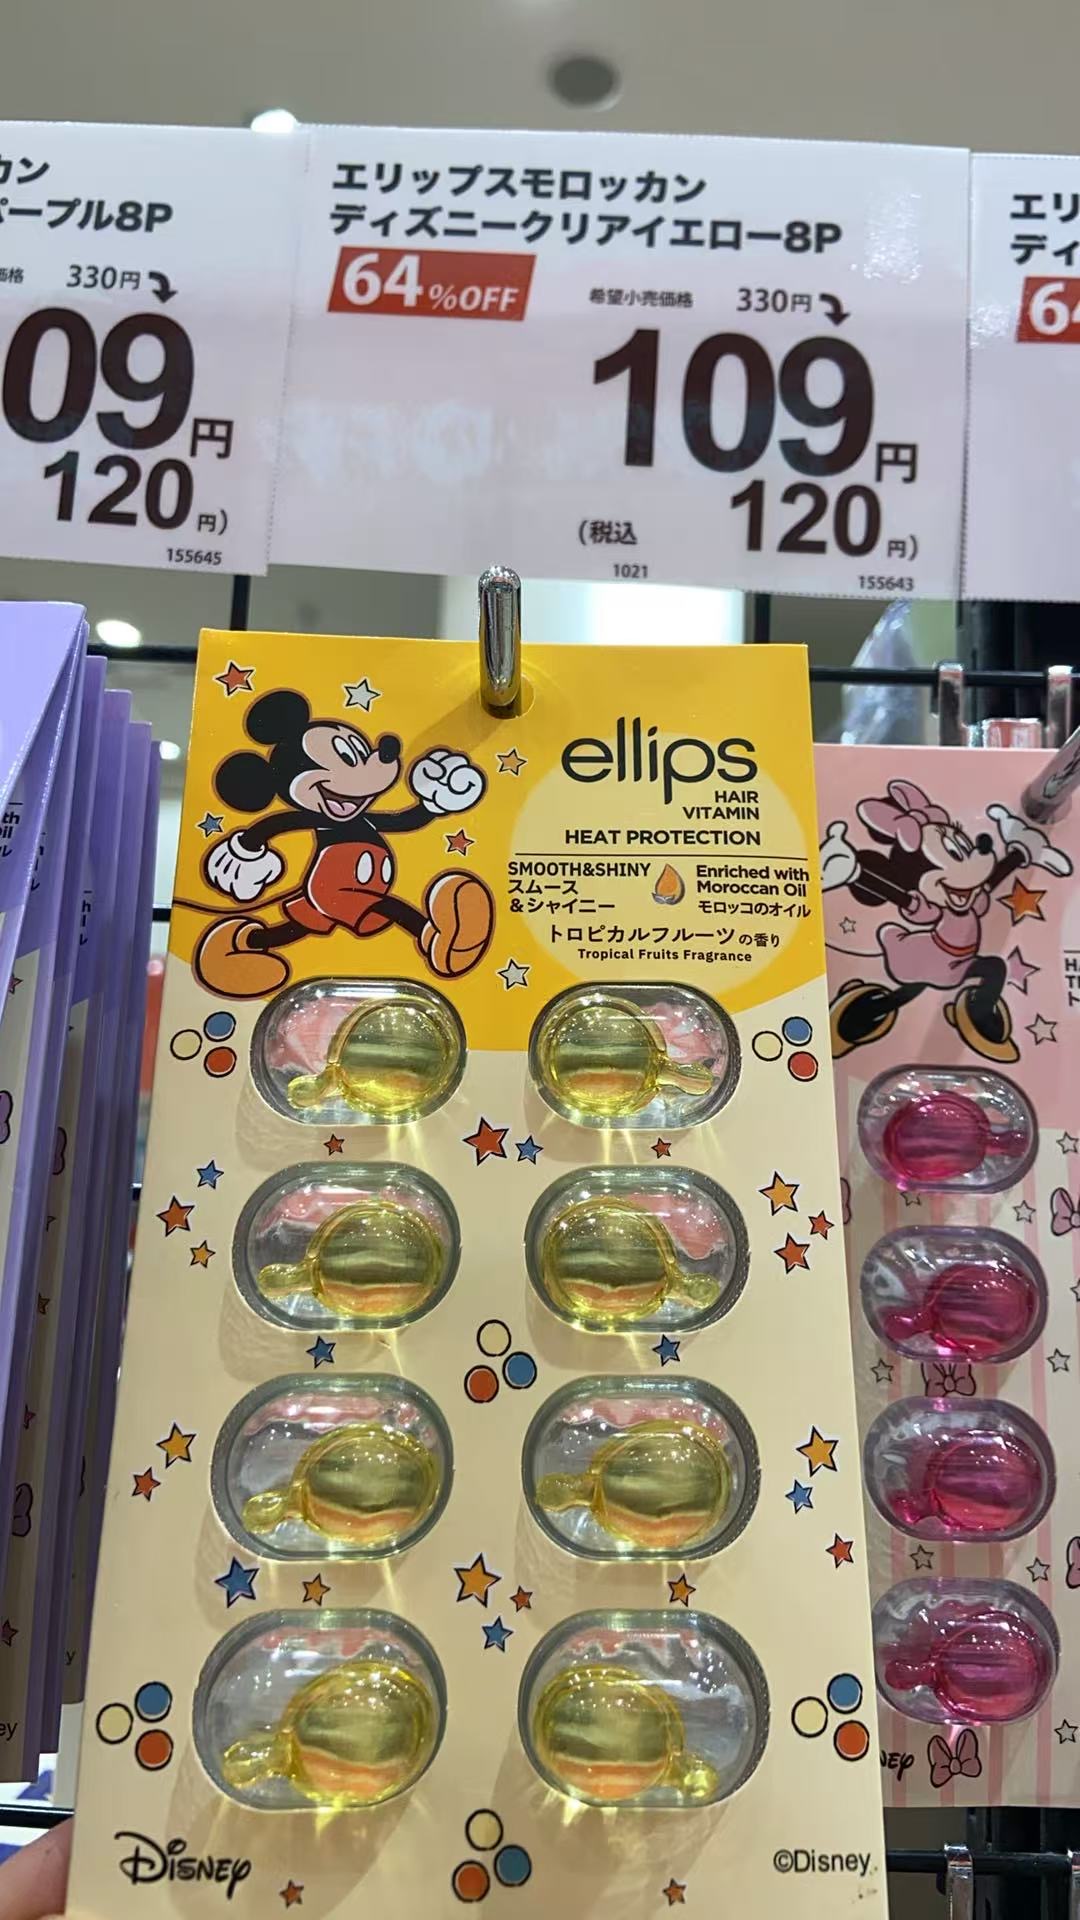 カン
パープル8P
価格 330円
09円
120円)
155645
エリップスモロッカン
ディズニークリアイエロー8P
64%OFF
希望小売価格 330円
109円
(税込 120円)
1021
155643
エリ
ディ
64
ellips
HAIR
VITAMIN
HEAT PROTECTION
SMOOTH&SHINY
スムース
&シャイニー
Enriched with
Moroccan Oil
モロッコのオイル
トロピカルフルーツの香り
Tropical Fruits Fragrance
Disney
©Disney.